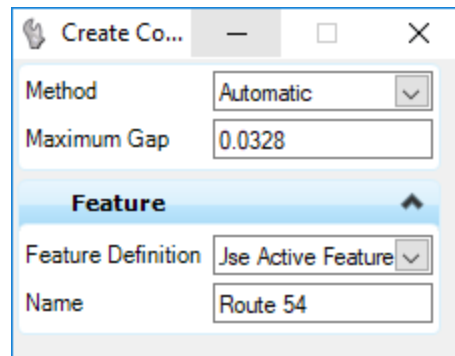 Create Co...
Method Automatic
Maximum Gap 0.0328
Feature
Feature Definition Jse Active Feature
Name Route 54